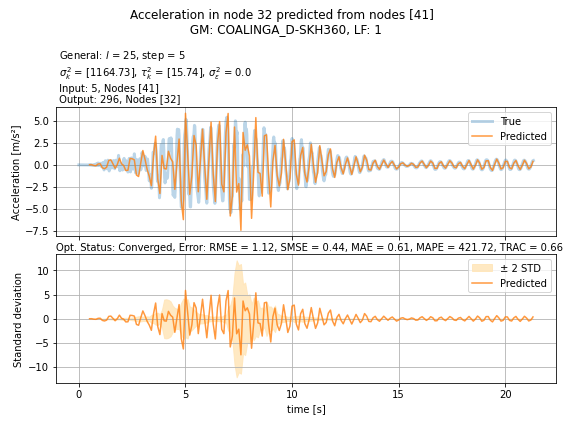 Acceleration in node 32 predicted from nodes [41]
GM: COALINGA_D-SKH360, LF: 1
General: l = 25, step = 5
σ²ₖ = [1164.73], τ²ₖ = [15.74], σ²ε = 0.0
Input: 5, Nodes [41]
Output: 296, Nodes [32]
Acceleration [m/s²]
5.0
2.5
0.0
−2.5
−5.0
−7.5
True
Predicted
Opt. Status: Converged, Error: RMSE = 1.12, SMSE = 0.44, MAE = 0.61, MAPE = 421.72, TRAC = 0.66
Standard deviation
10
5
0
−5
−10
± 2 STD
Predicted
0 5 10 15 20
time [s]